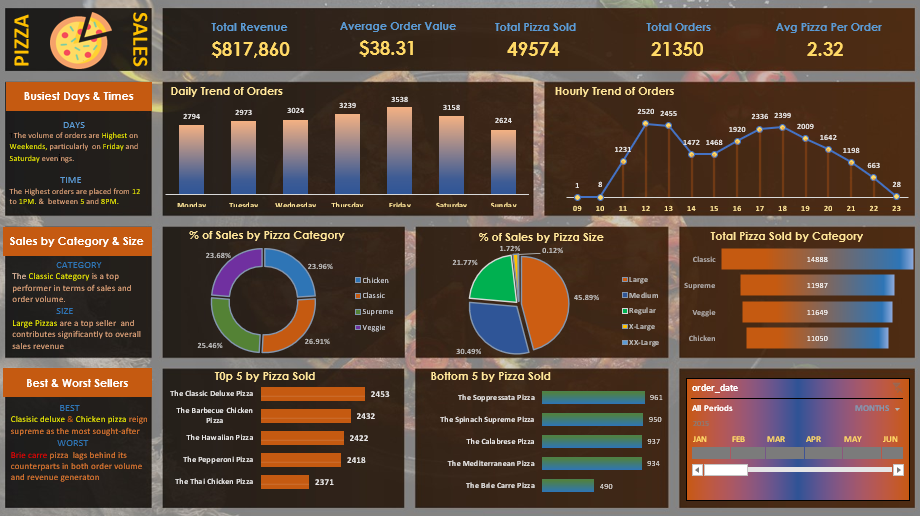 PIZZA
SALES
Total Revenue
$817,860
Average Order Value
$38.31
Total Pizza Sold
49574
Total Orders
21350
Avg Pizza Per Order
2.32
Busiest Days & Times
DAYS
The volume of orders are Highest on
Weekends, particularly on Friday and
Saturday even ngs.
TIME
The Highest orders are placed from 12
to 1PM. & between 5 and 8PM.
Daily Trend of Orders
2794
2973
3024
3239
3538
3158
2624
Monday
Tuesday
Wednesday
Thursday
Friday
Saturday
Sunday
Hourly Trend of Orders
1
8
1231
2520
2455
1472
1468
1920
2336
2399
2009
1642
1198
663
28
09
10
11
12
13
14
15
16
17
18
19
20
21
22
23
Sales by Category & Size
CATEGORY
The Classic Category is a top
performer in terms of sales and
order volume.
SIZE
Large Pizzas are a top seller and
contributes significantly to overall
sales revenue
% of Sales by Pizza Category
23.68%
23.96%
25.46%
26.91%
Chicken
Classic
Supreme
Veggie
% of Sales by Pizza Size
1.72%
0.12%
21.77%
45.89%
30.49%
Large
Medium
Regular
X-Large
XX-Large
Total Pizza Sold by Category
Classic
14888
Supreme
11987
Veggie
11649
Chicken
11050
Best & Worst Sellers
BEST
Clasisic deluxe & Chicken pizza reign
supreme as the most sought-after
WORST
Brie carre pizza lags behind its
counterparts in both order volume
and revenue generaton
T0p 5 by Pizza Sold
The Classic Deluxe Pizza
2453
The Barbecue Chicken
Pizza
2432
The Hawaiian Pizza
2422
The Pepperoni Pizza
2418
The Thai Chicken Pizza
2371
Bottom 5 by Pizza Sold
The Soppressata Pizza
961
The Spinach Supreme Pizza
950
The Calabrese Pizza
937
The Mediterranean Pizza
934
The Brie Carre Pizza
490
order_date
All Periods
MONTHS
JAN
FEB
MAR
APR
MAY
JUN